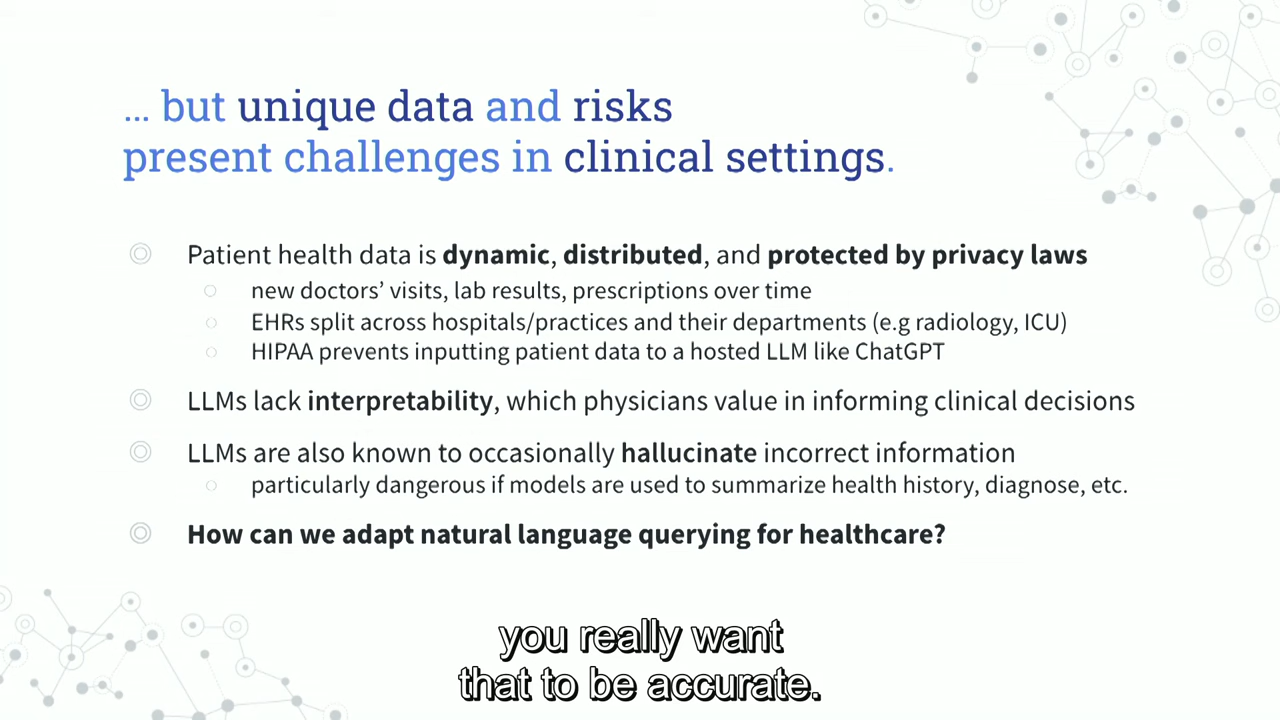 … but unique data and risks
present challenges in clinical settings.
Patient health data is dynamic, distributed, and protected by privacy laws
new doctors’ visits, lab results, prescriptions over time
EHRs split across hospitals/practices and their departments (e.g radiology, ICU)
HIPAA prevents inputting patient data to a hosted LLM like ChatGPT
LLMs lack interpretability, which physicians value in informing clinical decisions
LLMs are also known to occasionally hallucinate incorrect information
particularly dangerous if models are used to summarize health history, diagnose, etc.
How can we adapt natural language querying for healthcare?
you really want
that to be accurate.